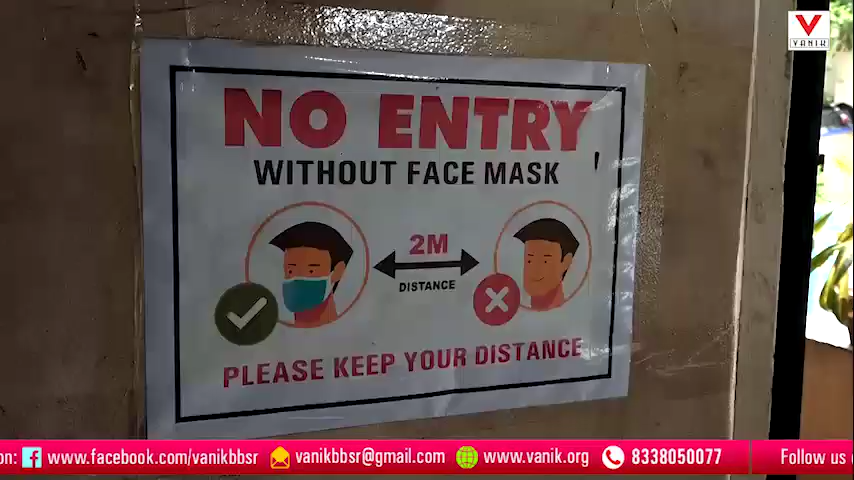 VANIK
NO ENTRY
WITHOUT FACE MASK
2M
DISTANCE
PLEASE KEEP YOUR DISTANCE
on: www.facebook.com/vanikbbsr vanikbbsr@gmail.com www.vanik.org 8338050077 Follow us